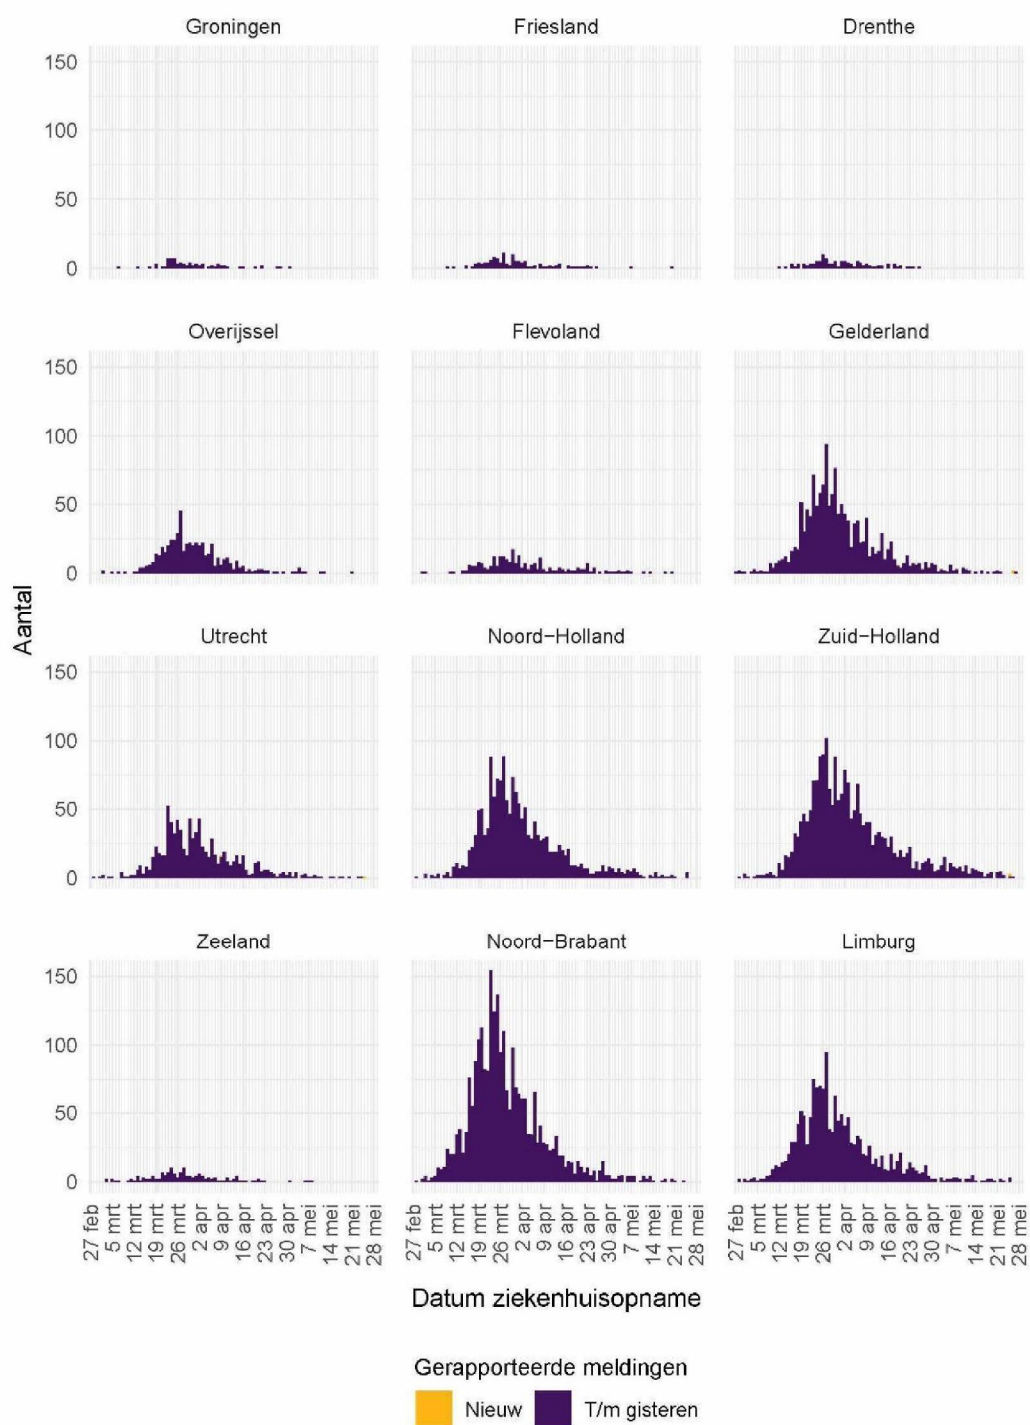 Groningen Friesland Drenthe
150
100
50
0
Overijssel Flevoland Gelderland
150
100
50
0
Aantal
Utrecht Noord-Holland Zuid-Holland
150
100
50
0
Zeeland Noord-Brabant Limburg
150
100
50
0
27 feb 5 mrt 12 mrt 19 mrt 26 mrt 2 apr 9 apr 16 apr 23 apr 30 apr 7 mei 14 mei 21 mei 28 mei 27 feb 5 mrt 12 mrt 19 mrt 26 mrt 2 apr 9 apr 16 apr 23 apr 30 apr 7 mei 14 mei 21 mei 28 mei 27 feb 5 mrt 12 mrt 19 mrt 26 mrt 2 apr 9 apr 16 apr 23 apr 30 apr 7 mei 14 mei 21 mei 28 mei
Datum ziekenhuisopname
Gerapporteerde meldingen
Nieuw T/m gisteren